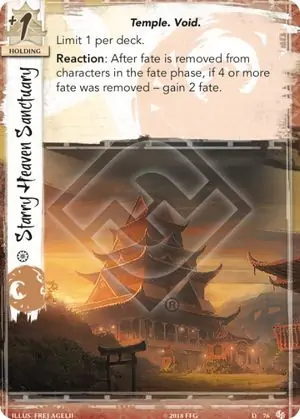 +1
HOLDING
Temple. Void.
Limit 1 per deck.
Reaction: After fate is removed from
characters in the fate phase, if 4 or more
fate was removed – gain 2 fate.
Starry Heaven Sanctuary
®
ILLUS. FREJ AGELII
© 2018 FFG
D 76